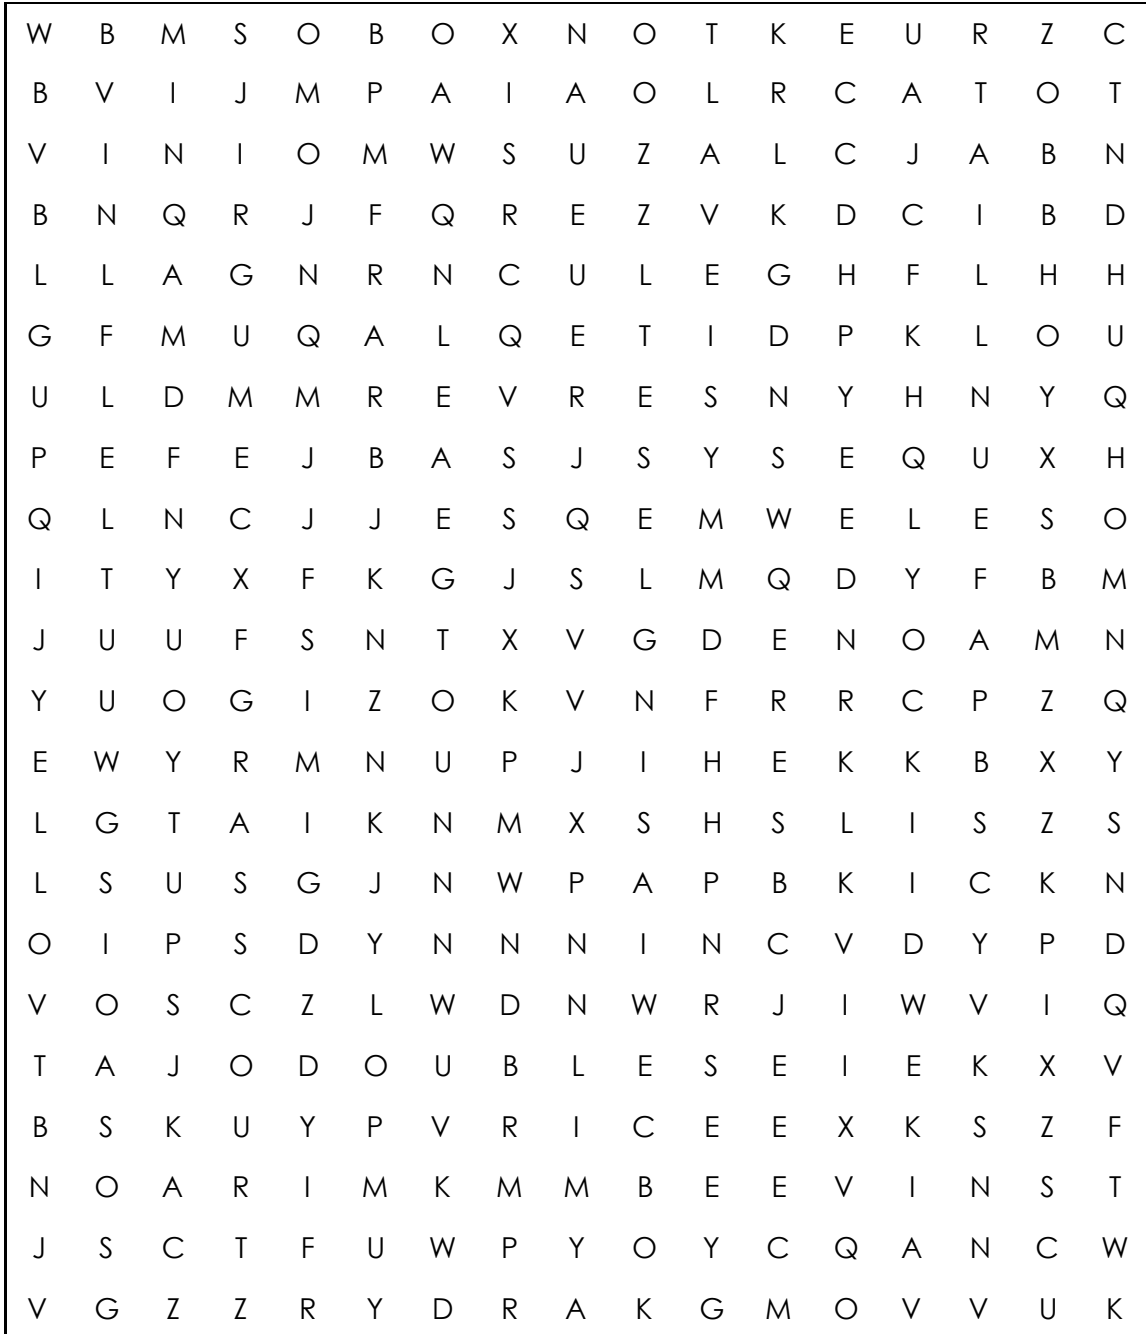 W B M S O B O X N O T K E U R Z C
B V I J M P A I A O L R C A T O T
V I N I O M W S U Z A L C J A B N
B N Q R J F Q R E Z V K D C I B D
L L A G N R N C U L E G H F L H H
G F M U Q A L Q E T I D P K L O U
U L D M M R E V R E S N Y H N Y Q
P E F E J B A S J S Y S E Q U X H
Q L N C J J E S Q E M W E L E S O
I T Y X F K G J S L M Q D Y F B M
J U U F S N T X V G D E N O A M N
Y U O G I Z O K V N F R R C P Z Q
E W Y R M N U P J I H E K K B X Y
L G T A I K N M X S H S L I S Z S
L S U S G J N W P A P B K I C K N
O I P S D Y N N N I N C V D Y P D
V O S C Z L W D N W R J I W V I Q
T A J O D O U B L E S E I E K X V
B S K U Y P V R I C E E X K S Z F
N O A R I M K M M B E E V I N S T
J S C T F U W P Y O Y C Q A N C W
V G Z Z R Y D R A K G M O V V U K